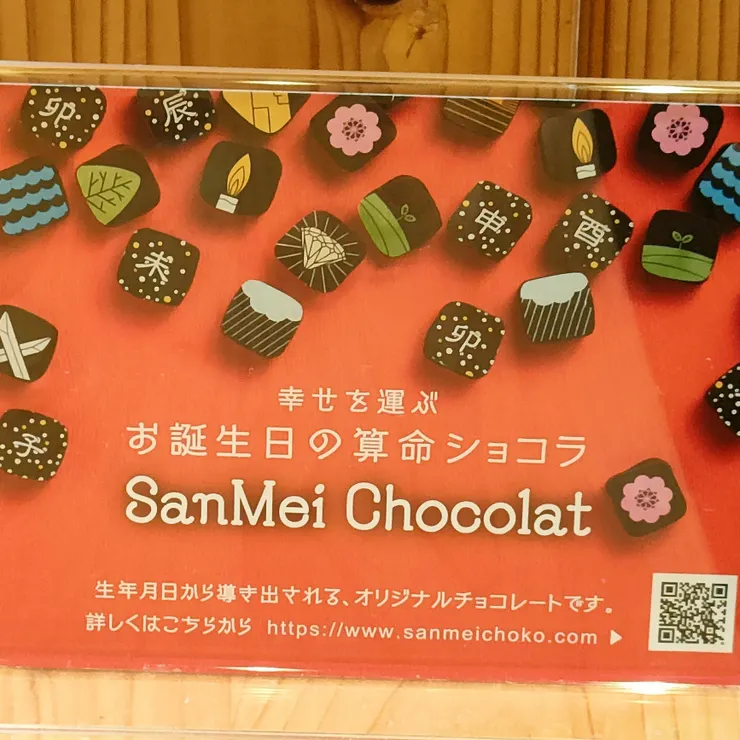 卯
辰
申
酉
未
卯
子
幸せを運ぶ
お誕生日の算命ショコラ
SanMei Chocolat
生年月日から導き出される、オリジナルチョコレートです。
詳しくはこちらから https://www.sanmeichoko.com ▶